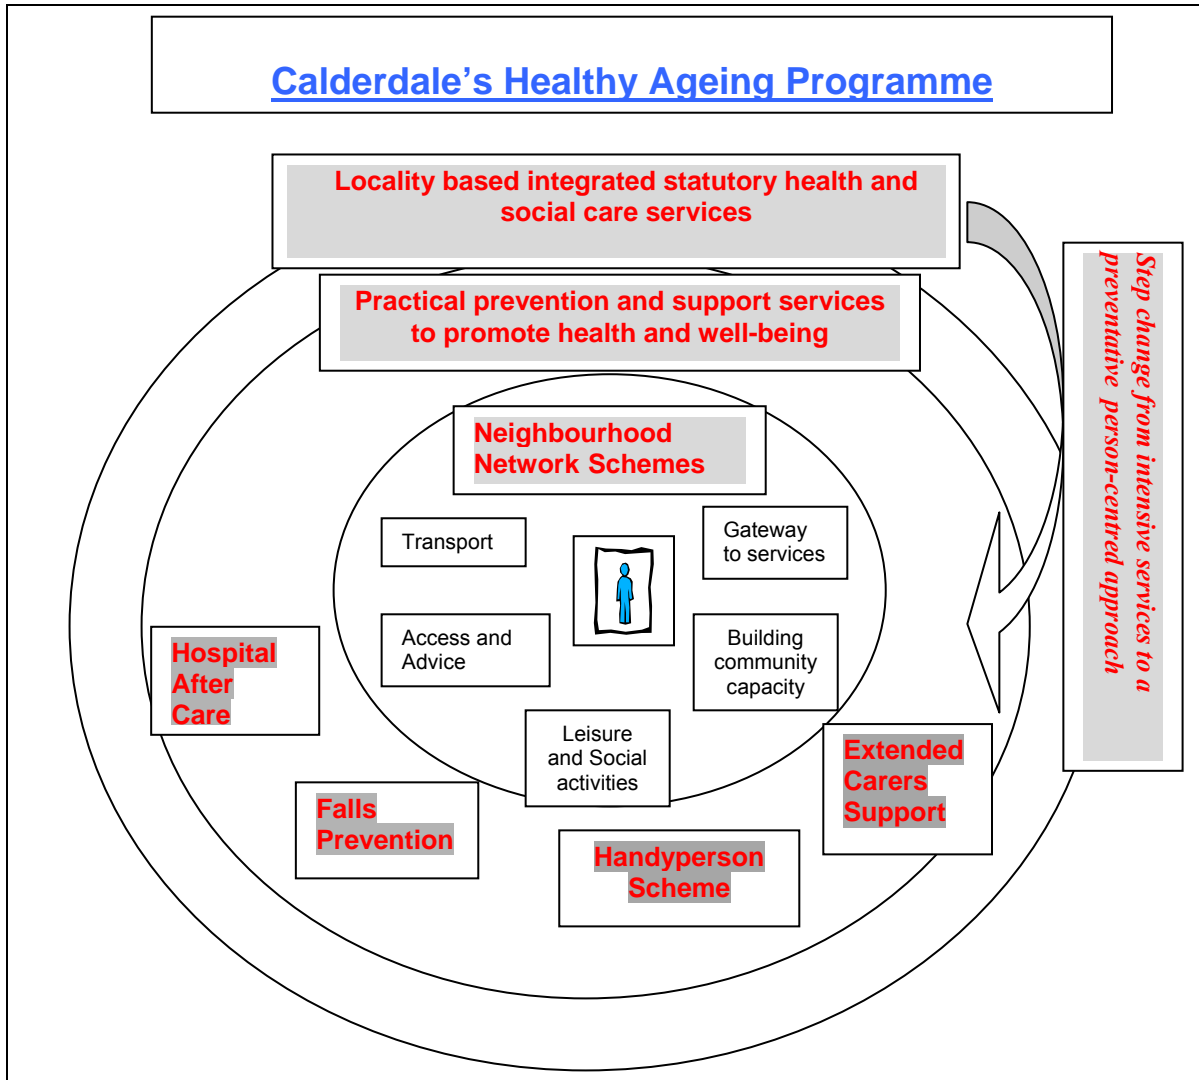 Calderdale’s Healthy Ageing Programme
Locality based integrated statutory health and
social care services
Practical prevention and support services
to promote health and well-being
Step change from intensive services to a
preventative person-centred approach
Neighbourhood
Network Schemes
Transport
Gateway
to services
Access and
Advice
Building
community
capacity
Leisure
and Social
activities
Hospital
After
Care
Extended
Carers
Support
Falls
Prevention
Handyperson
Scheme